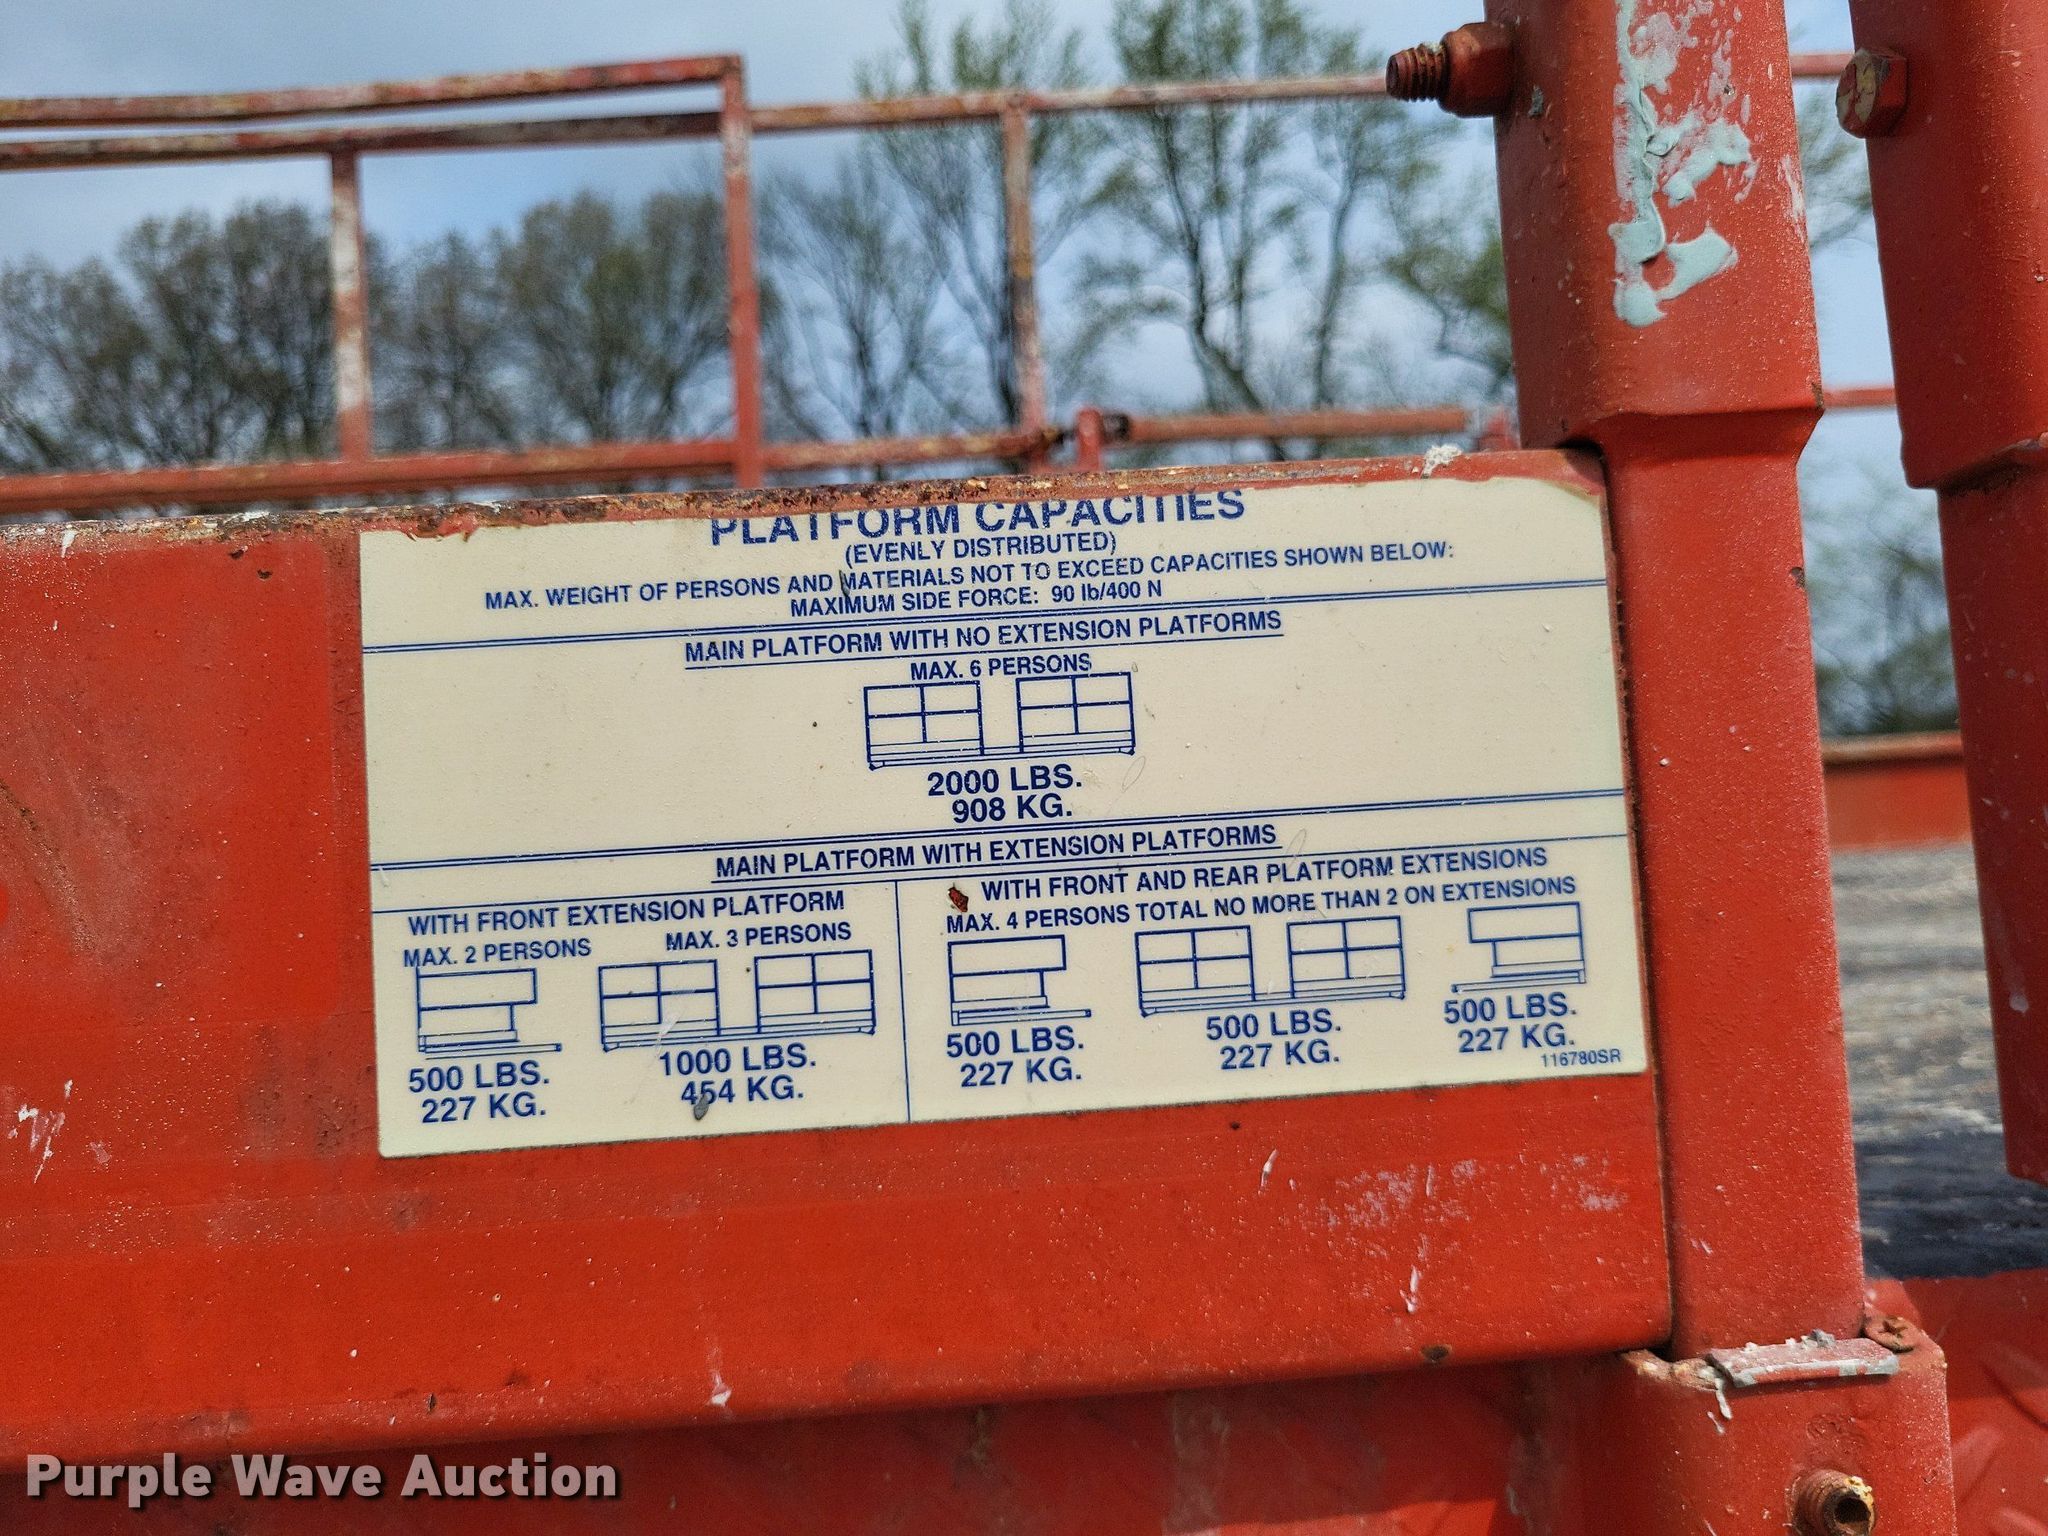 PLATFORM CAPACITIES
(EVENLY DISTRIBUTED)
MAX. WEIGHT OF PERSONS AND MATERIALS NOT TO EXCEED CAPACITIES SHOWN BELOW:
MAXIMUM SIDE FORCE: 90 lb/400 N
MAIN PLATFORM WITH NO EXTENSION PLATFORMS
MAX. 6 PERSONS
2000 LBS.
908 KG.
MAIN PLATFORM WITH EXTENSION PLATFORMS
WITH FRONT EXTENSION PLATFORM
MAX. 2 PERSONS MAX. 3 PERSONS
500 LBS. 1000 LBS.
227 KG. 454 KG.
WITH FRONT AND REAR PLATFORM EXTENSIONS
MAX. 4 PERSONS TOTAL NO MORE THAN 2 ON EXTENSIONS
500 LBS. 500 LBS. 500 LBS.
227 KG. 227 KG. 227 KG.
116780SR
Purple Wave Auction